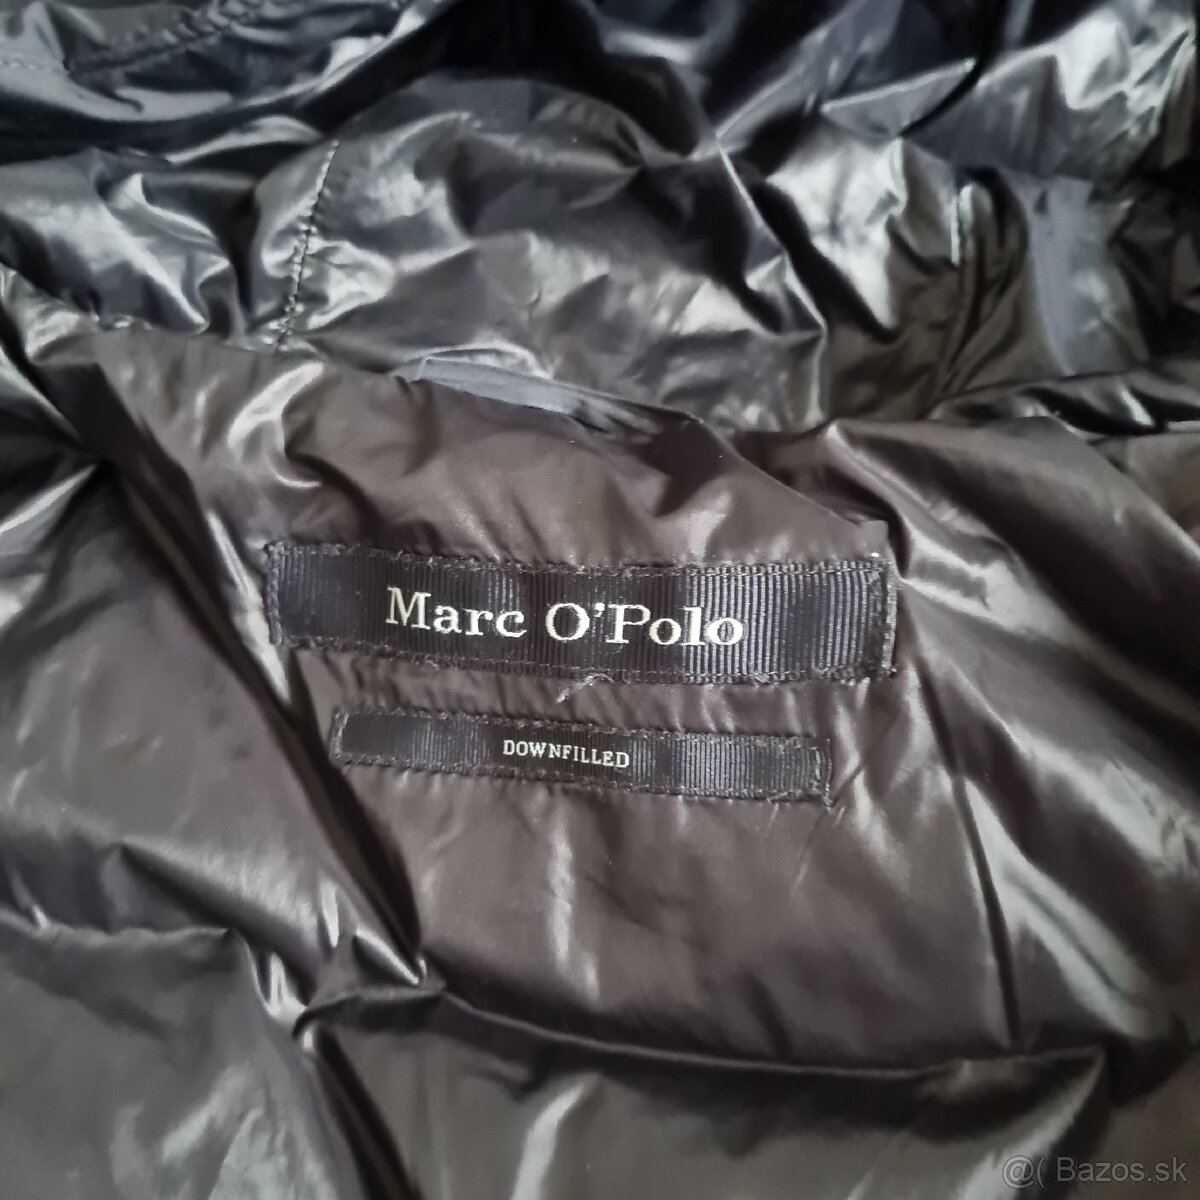 Marc O'Polo
DOWNFILLED
@( Bazos.sk